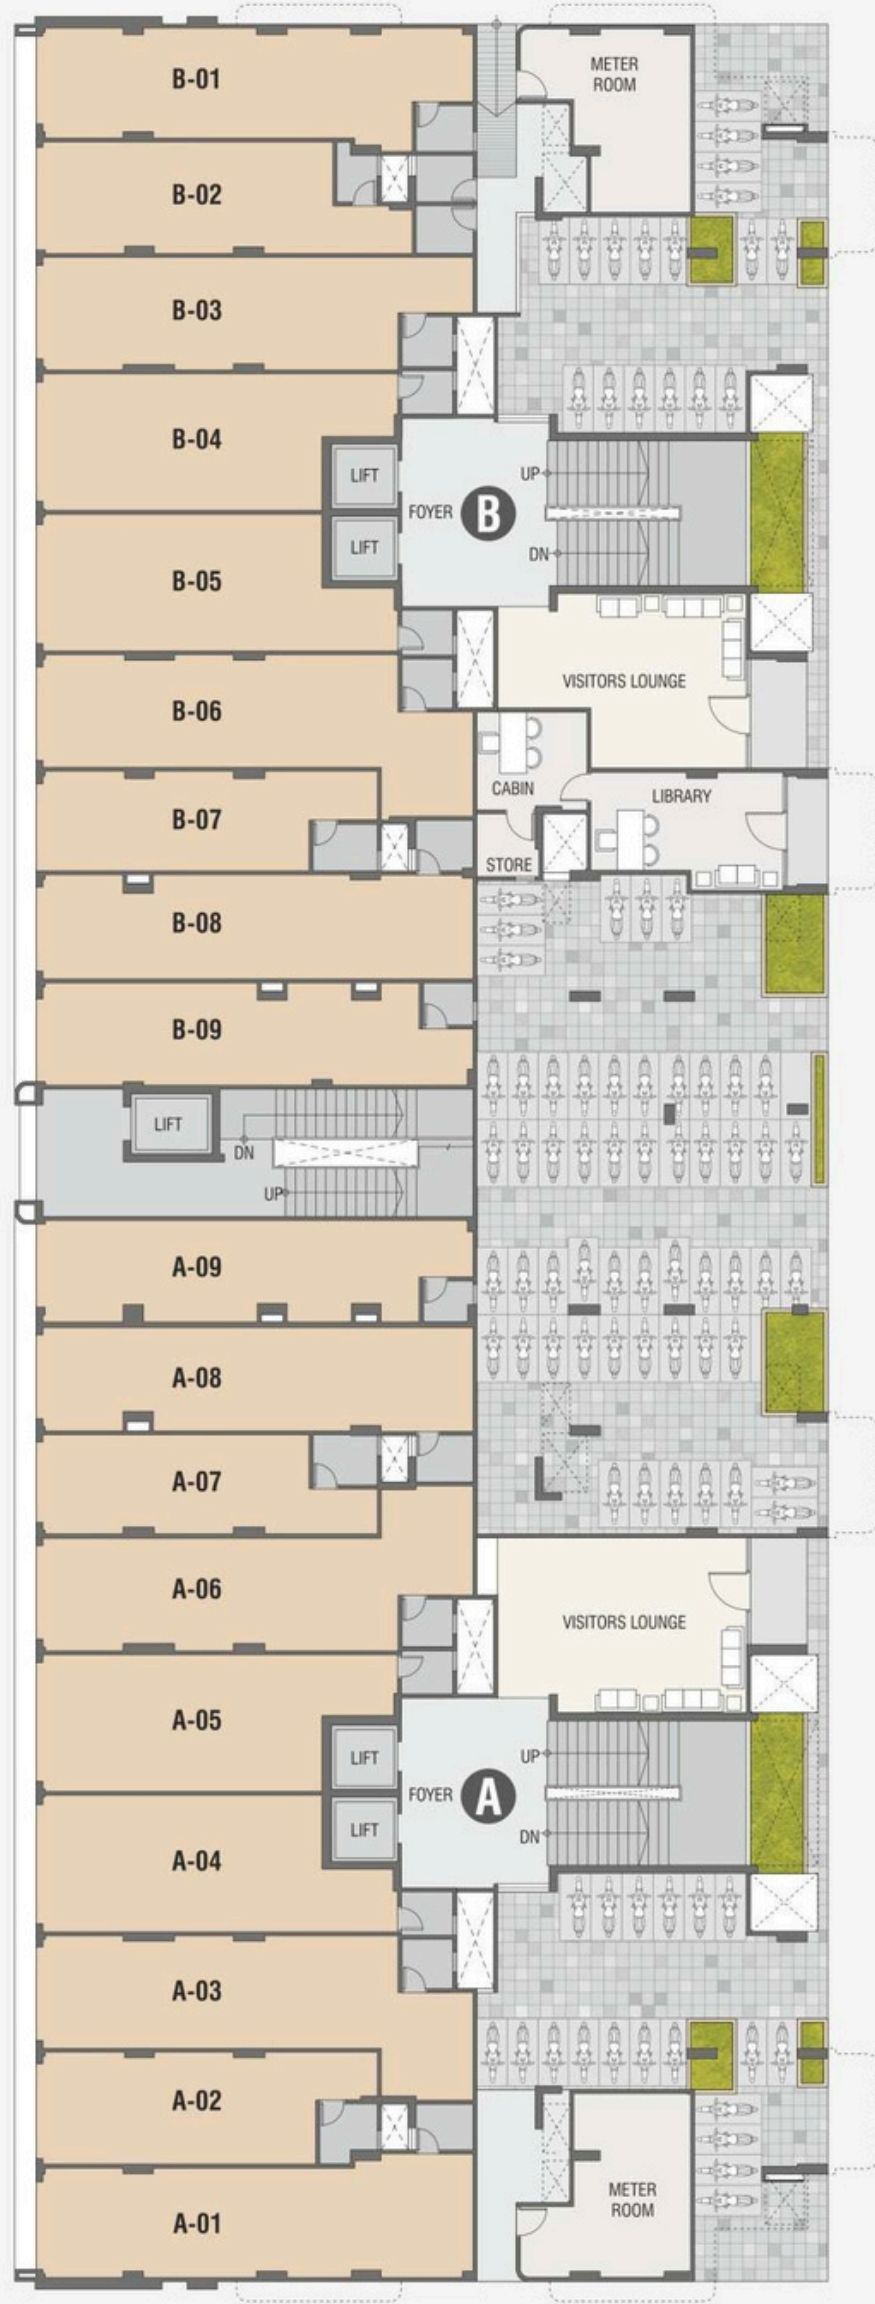 B-01
METER
ROOM
B-02
B-03
B-04
LIFT
UP
FOYER
B
LIFT
DN
B-05
B-06
VISITORS LOUNGE
CABIN
LIBRARY
B-07
STORE
B-08
B-09
LIFT
DN
UP
A-09
A-08
A-07
A-06
VISITORS LOUNGE
A-05
LIFT
UP
FOYER
A
LIFT
DN
A-04
A-03
A-02
METER
ROOM
A-01